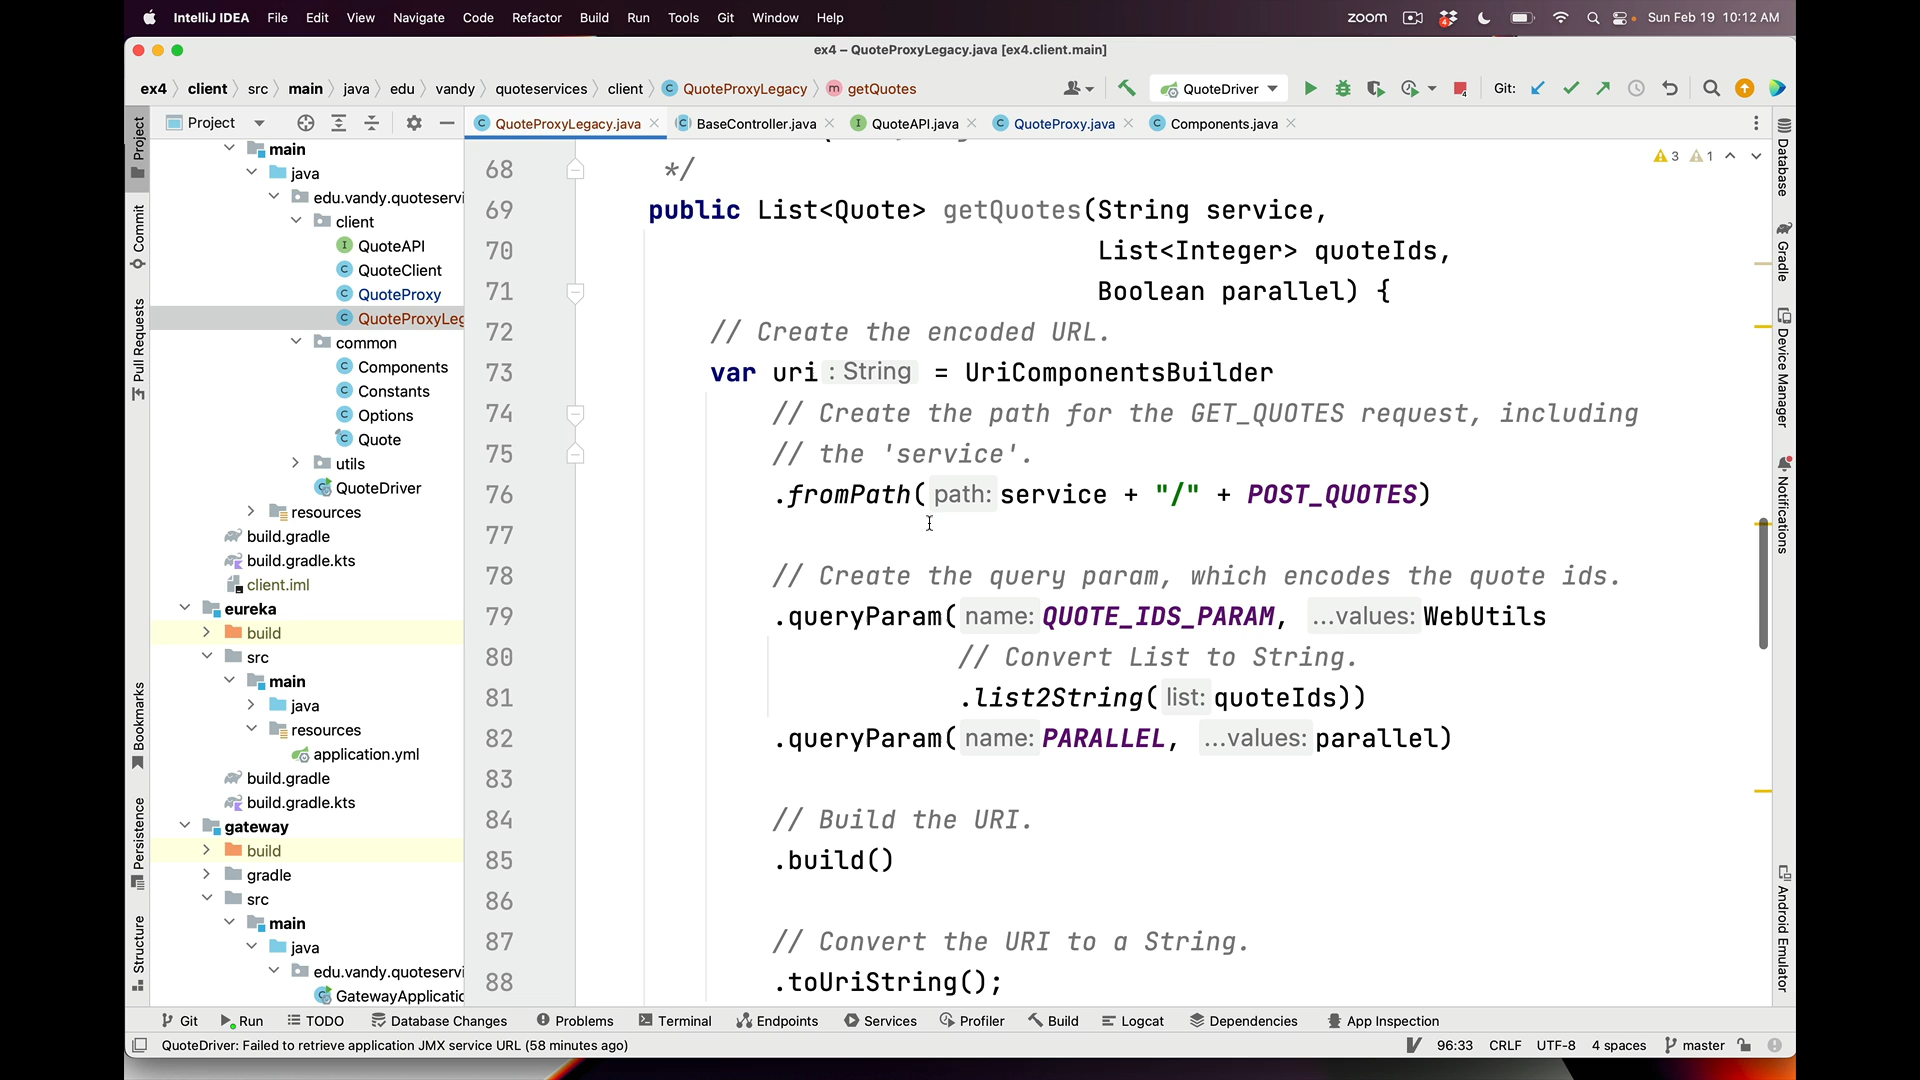 IntelliJ IDEA File Edit View Navigate Code Refactor Build Run Tools Git Window Help zoom 4 Sun Feb 19 10:12 AM
ex4 – QuoteProxyLegacy.java [ex4.client.main]
ex4 client src main java edu vandy quoteservices client QuoteProxyLegacy getQuotes QuoteDriver Git:
Project QuoteProxyLegacy.java BaseController.java QuoteAPI.java QuoteProxy.java Components.java
3 1
main
java
edu.vandy.quoteservi
client
QuoteAPI
QuoteClient
QuoteProxy
QuoteProxyLeg
common
Components
Constants
Options
Quote
utils
QuoteDriver
resources
build.gradle
build.gradle.kts
client.iml
eureka
build
src
main
java
resources
application.yml
build.gradle
build.gradle.kts
gateway
build
gradle
src
main
java
edu.vandy.quoteservi
GatewayApplicatio
68 */
69 public List<Quote> getQuotes(String service,
70 List<Integer> quoteIds,
71 Boolean parallel) {
72 // Create the encoded URL.
73 var uri : String = UriComponentsBuilder
74 // Create the path for the GET_QUOTES request, including
75 // the 'service'.
76 .fromPath( path: service + "/" + POST_QUOTES)
77
78 // Create the query param, which encodes the quote ids.
79 .queryParam( name: QUOTE_IDS_PARAM, ...values: WebUtils
80 // Convert List to String.
81 .list2String( list: quoteIds))
82 .queryParam( name: PARALLEL, ...values: parallel)
83
84 // Build the URI.
85 .build()
86
87 // Convert the URI to a String.
88 .toUriString();
Project
Commit
Pull Requests
Bookmarks
Persistence
Structure
Database
Gradle
Device Manager
Notifications
Android Emulator
Git Run TODO Database Changes Problems Terminal Endpoints Services Profiler Build Logcat Dependencies App Inspection
QuoteDriver: Failed to retrieve application JMX service URL (58 minutes ago) 96:33 CRLF UTF-8 4 spaces master